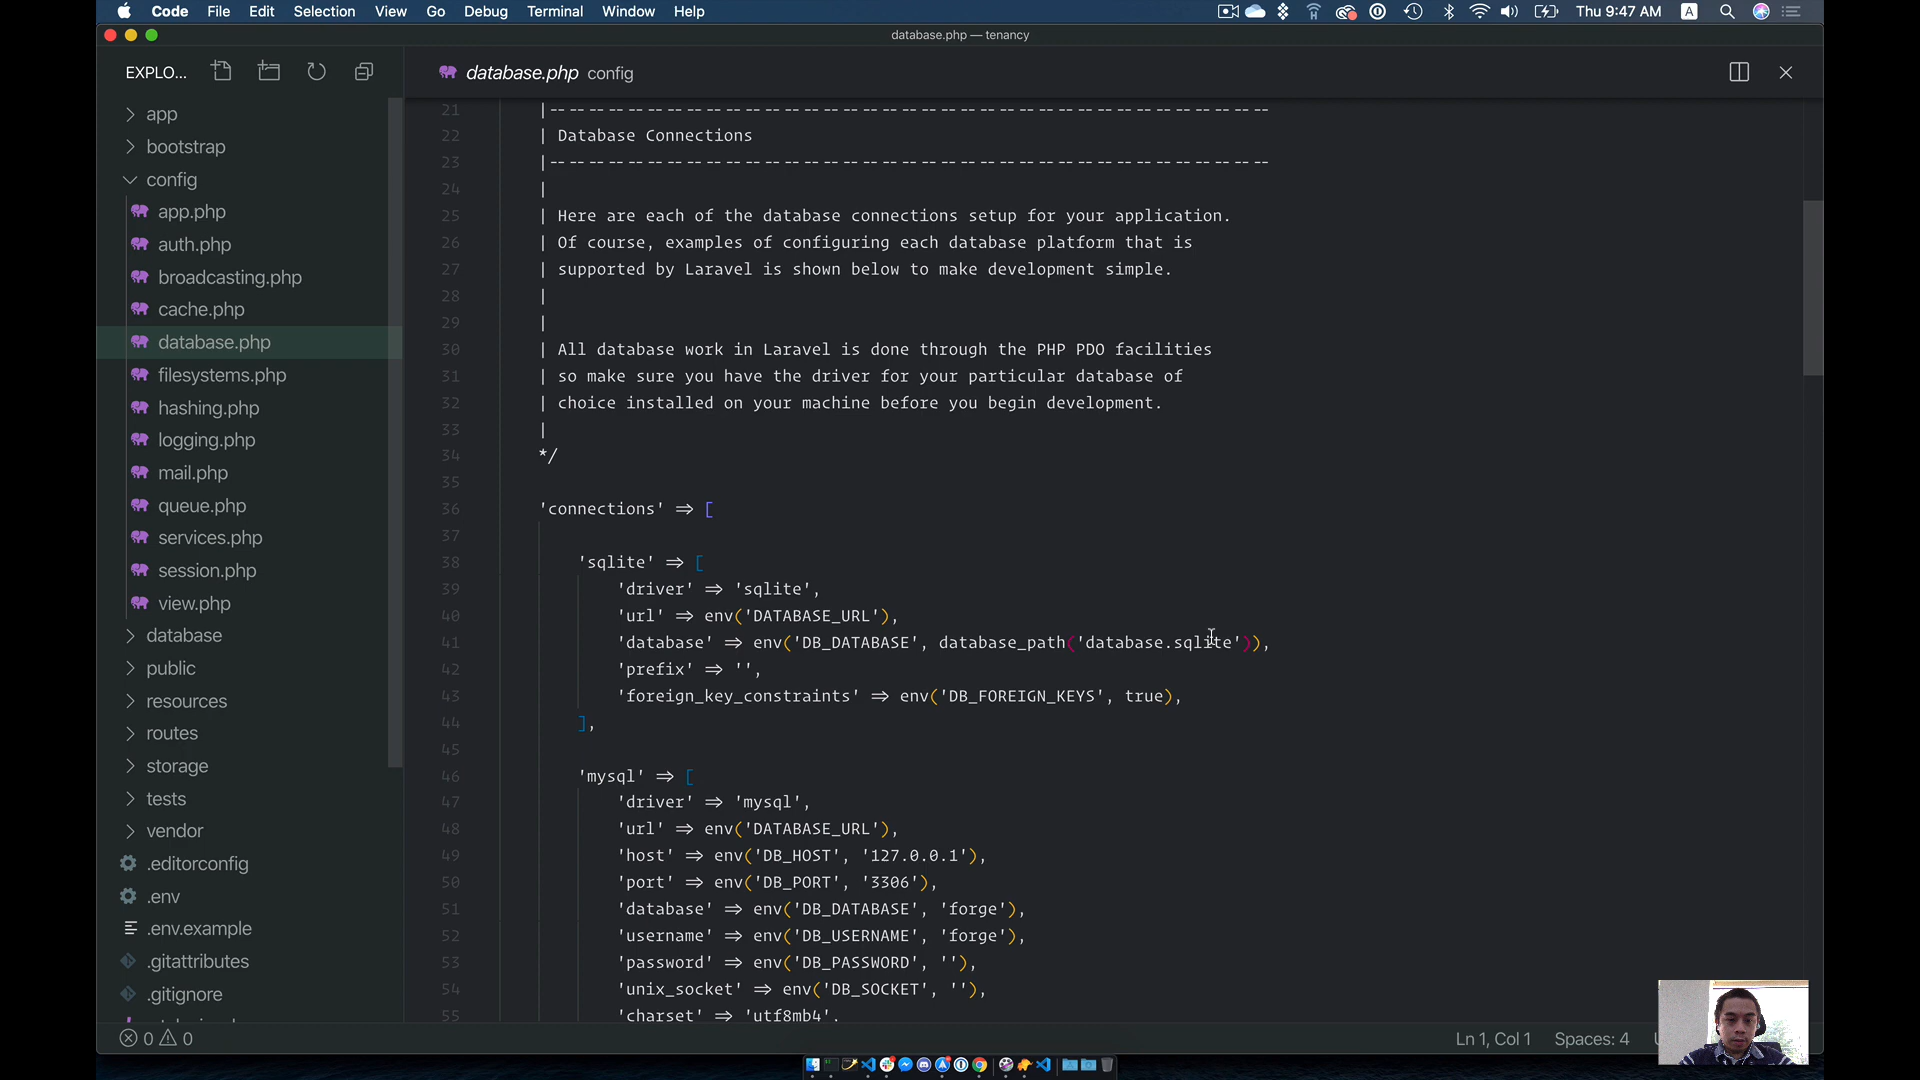 Code File Edit Selection View Go Debug Terminal Window Help
Thu 9:47 AM A
database.php — tenancy
EXPLO...
database.php config
app
bootstrap
config
app.php
auth.php
broadcasting.php
cache.php
database.php
filesystems.php
hashing.php
logging.php
mail.php
queue.php
services.php
session.php
view.php
database
public
resources
routes
storage
tests
vendor
.editorconfig
.env
.env.example
.gitattributes
.gitignore
21 |--------------------------------------------------------------------------
22 | Database Connections
23 |--------------------------------------------------------------------------
24 |
25 | Here are each of the database connections setup for your application.
26 | Of course, examples of configuring each database platform that is
27 | supported by Laravel is shown below to make development simple.
28 |
29 |
30 | All database work in Laravel is done through the PHP PDO facilities
31 | so make sure you have the driver for your particular database of
32 | choice installed on your machine before you begin development.
33 |
34 */
35
36 'connections' => [
37
38 'sqlite' => [
39 'driver' => 'sqlite',
40 'url' => env('DATABASE_URL'),
41 'database' => env('DB_DATABASE', database_path('database.sqlite')),
42 'prefix' => '',
43 'foreign_key_constraints' => env('DB_FOREIGN_KEYS', true),
44 ],
45
46 'mysql' => [
47 'driver' => 'mysql',
48 'url' => env('DATABASE_URL'),
49 'host' => env('DB_HOST', '127.0.0.1'),
50 'port' => env('DB_PORT', '3306'),
51 'database' => env('DB_DATABASE', 'forge'),
52 'username' => env('DB_USERNAME', 'forge'),
53 'password' => env('DB_PASSWORD', ''),
54 'unix_socket' => env('DB_SOCKET', ''),
55 'charset' => 'utf8mb4',
0 0
Ln 1, Col 1 Spaces: 4